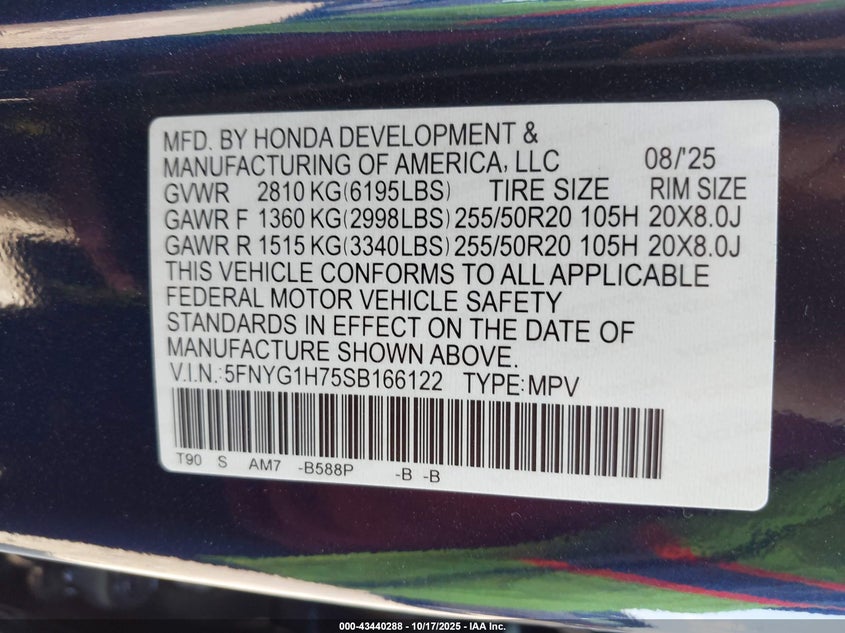 MFD. BY HONDA DEVELOPMENT &
MANUFACTURING OF AMERICA, LLC 08/'25
GVWR 2810 KG(6195LBS) TIRE SIZE RIM SIZE
GAWR F 1360 KG(2998LBS) 255/50R20 105H 20X8.0J
GAWR R 1515 KG(3340LBS) 255/50R20 105H 20X8.0J
THIS VEHICLE CONFORMS TO ALL APPLICABLE
FEDERAL MOTOR VEHICLE SAFETY
STANDARDS IN EFFECT ON THE DATE OF
MANUFACTURE SHOWN ABOVE.
V.I.N.: 5FNYG1H75SB166122 TYPE: MPV
T90 S AM7 -B588P -B -B
000-43440288 - 10/17/2025 - IAA Inc.